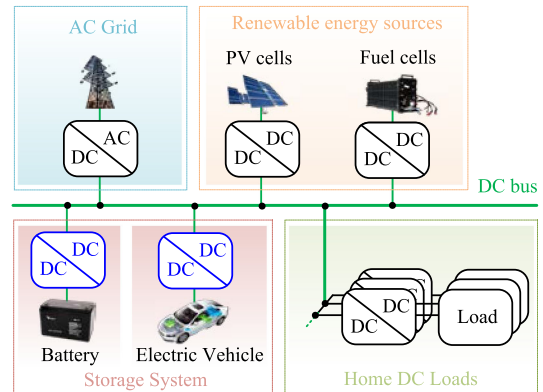 AC Grid
Renewable energy sources
PV cells
Fuel cells
AC
DC
DC
DC
DC
DC
DC bus
DC
DC
DC
DC
DC
DC
Load
Battery
Electric Vehicle
Storage System
Home DC Loads